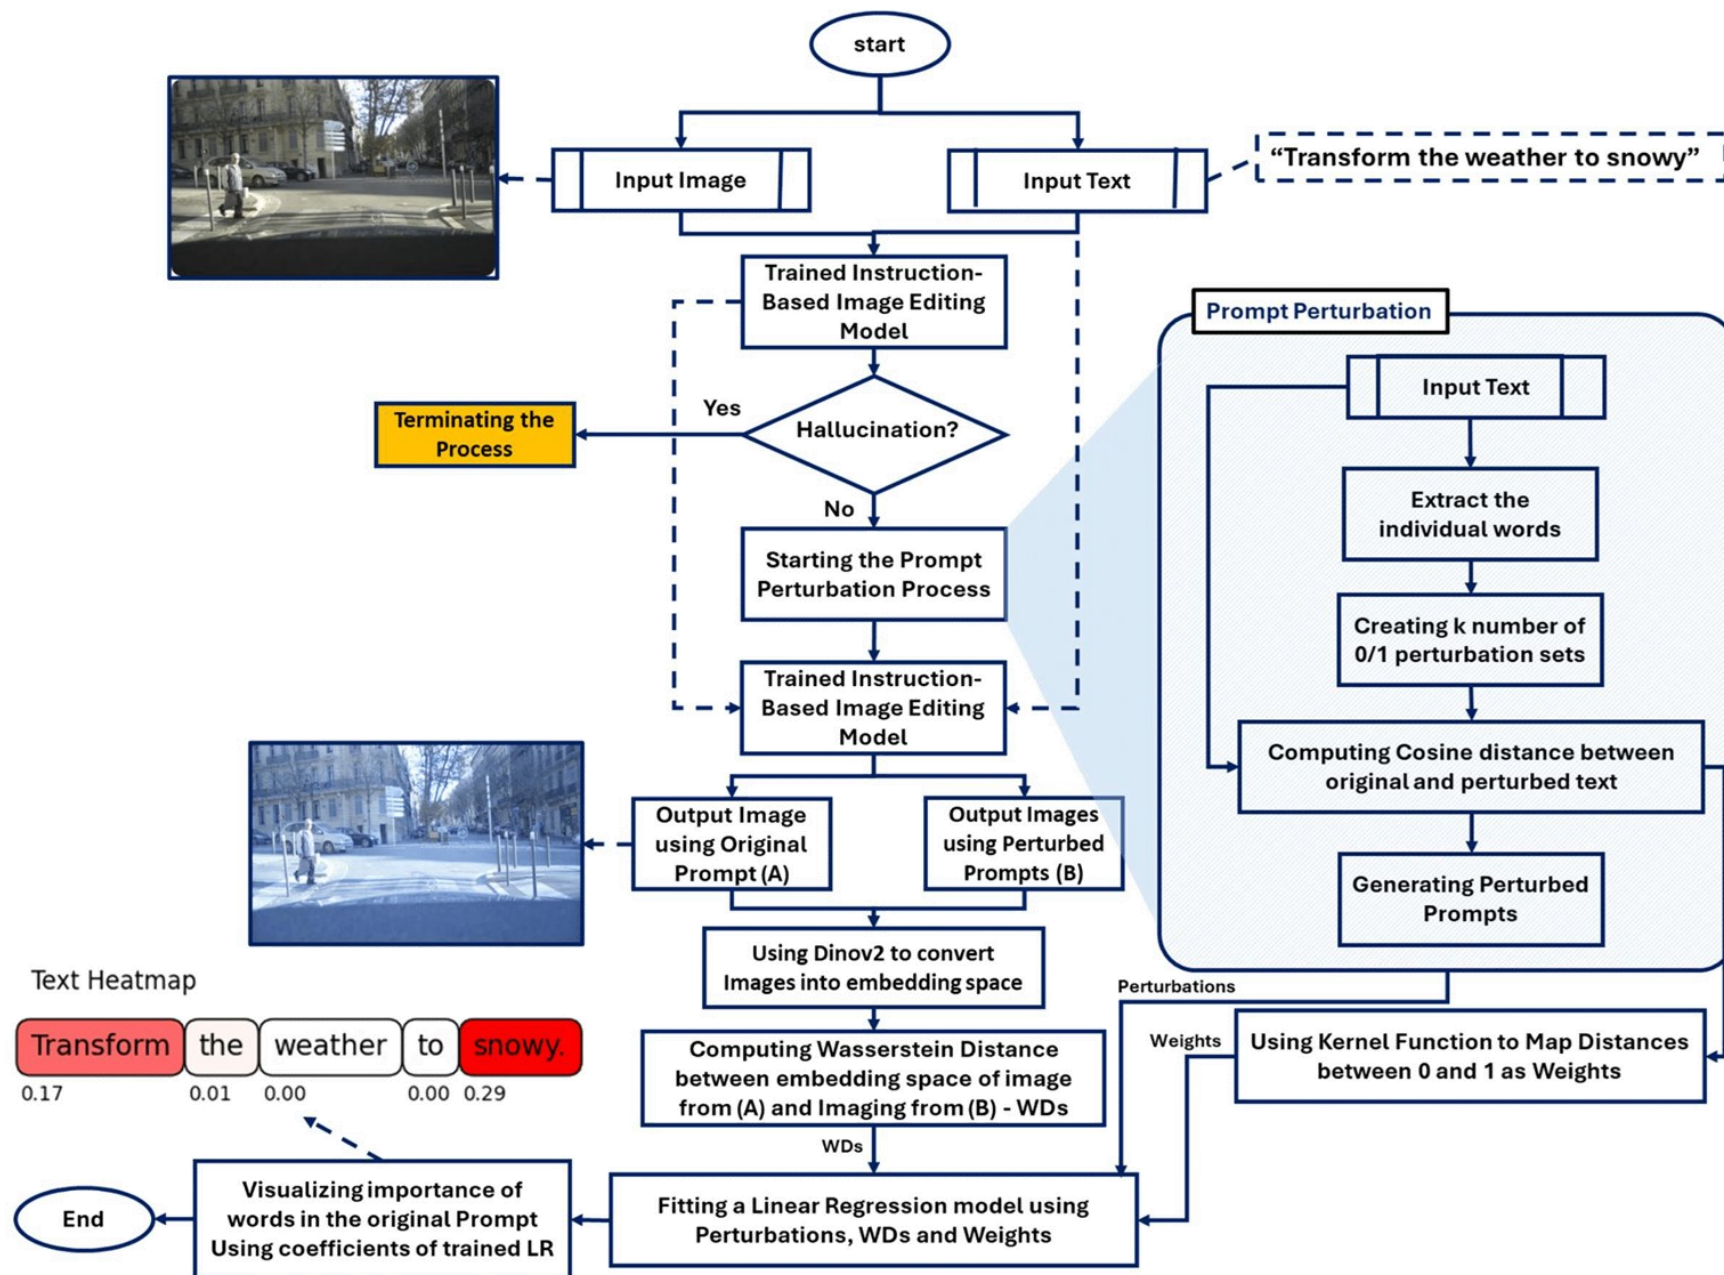 start
Input Image
Input Text
“Transform the weather to snowy”
Trained Instruction-
Based Image Editing
Model
Prompt Perturbation
Input Text
Yes
Hallucination?
Terminating the
Process
No
Extract the
individual words
Starting the Prompt
Perturbation Process
Creating k number of
0/1 perturbation sets
Trained Instruction-
Based Image Editing
Model
Computing Cosine distance between
original and perturbed text
Output Image
using Original
Prompt (A)
Output Images
using Perturbed
Prompts (B)
Generating Perturbed
Prompts
Using Dinov2 to convert
Images into embedding space
Text Heatmap
Transform the weather to snowy.
0.17 0.01 0.00 0.00 0.29
Perturbations
Weights
Using Kernel Function to Map Distances
between 0 and 1 as Weights
Computing Wasserstein Distance
between embedding space of image
from (A) and Imaging from (B) - WDs
WDs
Fitting a Linear Regression model using
Perturbations, WDs and Weights
Visualizing importance of
words in the original Prompt
Using coefficients of trained LR
End